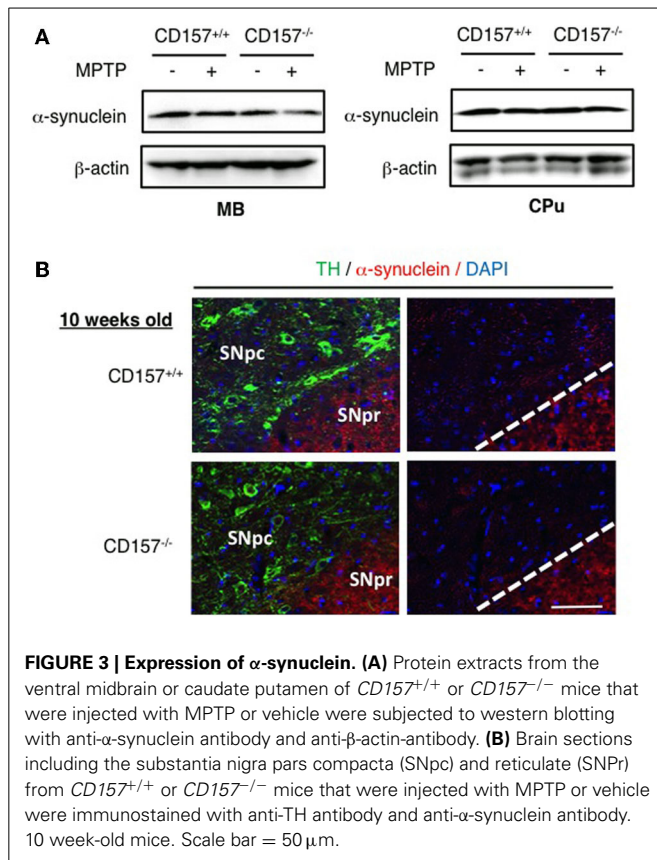 A
CD157+/+ CD157-/-
MPTP - + - +
α-synuclein
β-actin
MB
CD157+/+ CD157-/-
MPTP - + - +
α-synuclein
β-actin
CPu
B
TH / α-synuclein / DAPI
10 weeks old
CD157+/+
SNpc
SNpr
CD157-/-
SNpc
SNpr
FIGURE 3 | Expression of α-synuclein. (A) Protein extracts from the
ventral midbrain or caudate putamen of CD157+/+ or CD157−/− mice that
were injected with MPTP or vehicle were subjected to western blotting
with anti-α-synuclein antibody and anti-β-actin-antibody. (B) Brain sections
including the substantia nigra pars compacta (SNpc) and reticulate (SNPr)
from CD157+/+ or CD157−/− mice that were injected with MPTP or vehicle
were immunostained with anti-TH antibody and anti-α-synuclein antibody.
10 week-old mice. Scale bar = 50 μm.